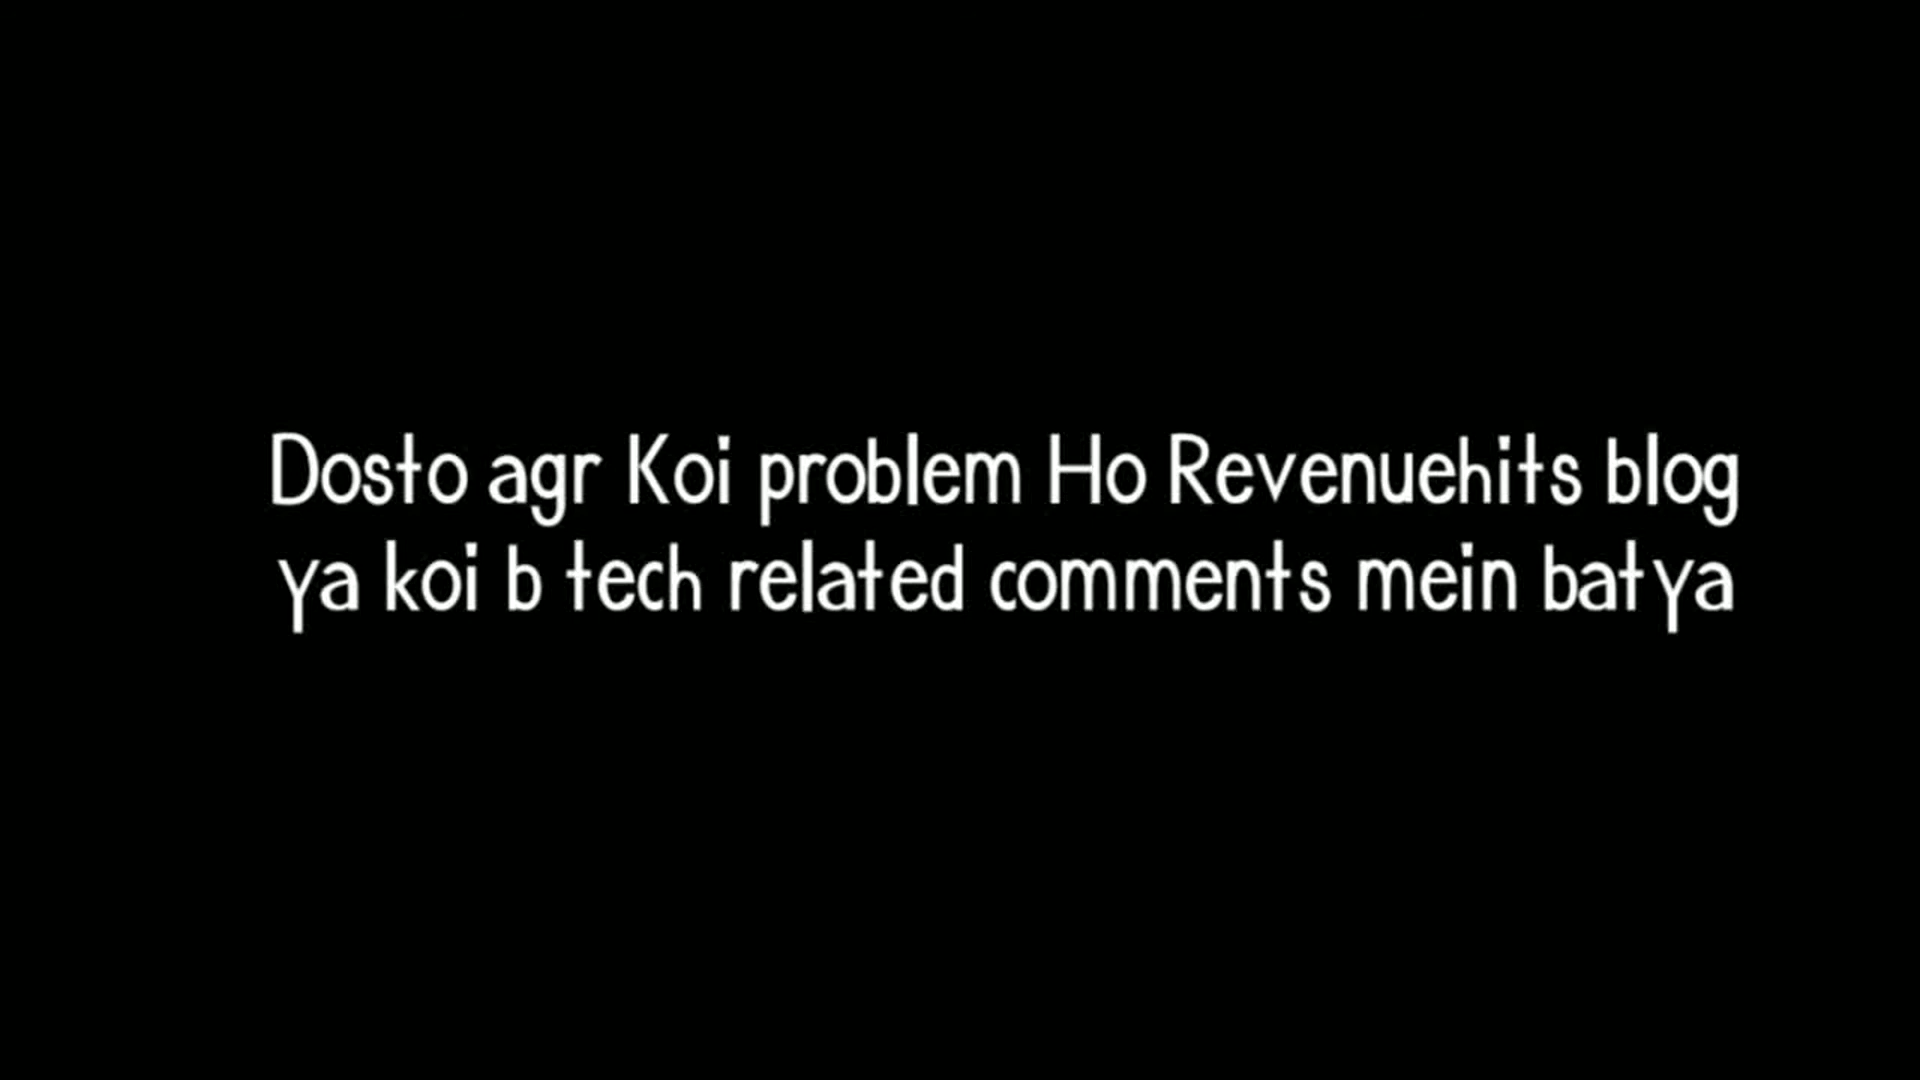 Dosto agr Koi problem Ho Revenuehits blog
ya koi b tech related comments mein batya